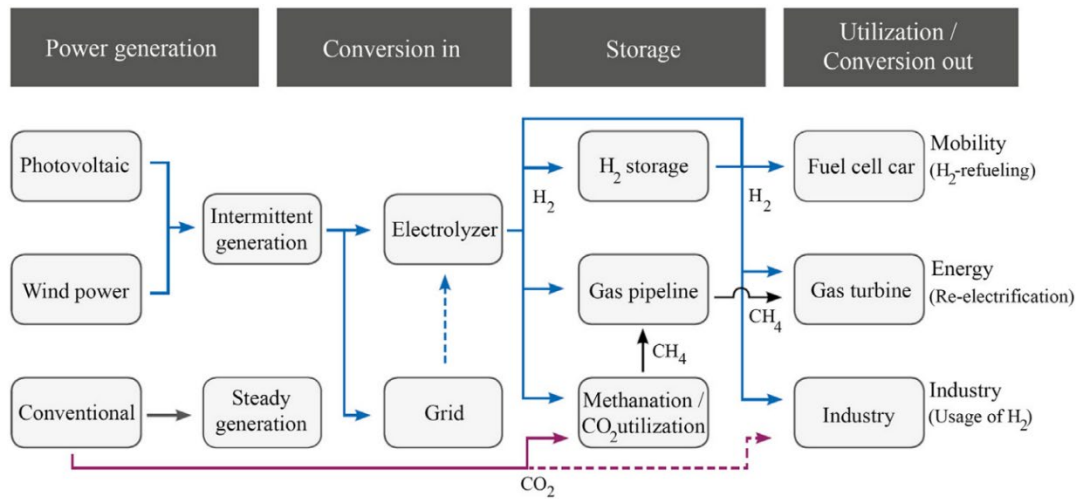 Power generation
Conversion in
Storage
Utilization /
Conversion out
Photovoltaic
Wind power
Conventional
Intermittent
generation
Steady
generation
Electrolyzer
Grid
H₂
H₂ storage
Gas pipeline
CH₄
Methanation /
CO₂utilization
CO₂
H₂
CH₄
Fuel cell car
Mobility
(H₂-refueling)
Gas turbine
Energy
(Re-electrification)
Industry
Industry
(Usage of H₂)